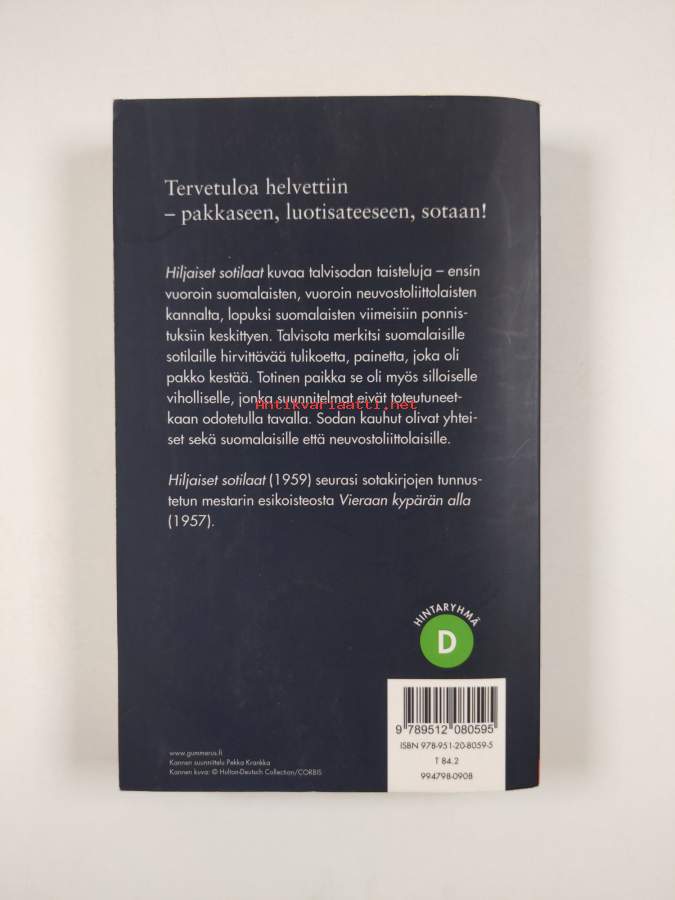 Tervetuloa helvettiin
– pakkaseen, luotisateeseen, sotaan!
Hiljaiset sotilaat kuvaa talvisodan taisteluja – ensin
vuoroin suomalaisten, vuoroin neuvostoliittolaisten
kannalta, lopuksi suomalaisten viimeisiin ponnis-
tuksiin keskittyen. Talvisota merkitsi suomalaisille
sotilaille hirvittävää tulikoetta, painetta, joka oli
pakko kestää. Totinen paikka se oli myös silloiselle
viholliselle, jonka suunnitelmat eivät toteutuneet-
Antikvariaatti.net
kaan odotetulla tavalla. Sodan kauhut olivat yhtei-
set sekä suomalaisille että neuvostoliittolaisille.
Hiljaiset sotilaat (1959) seurasi sotakirjojen tunnus-
tetun mestarin esikoisteosta Vieraan kypärän alla
(1957).
HINTARYHMÄ
D
9 789512 080595
ISBN 978-951-20-8059-5
T 84.2
994798-0908
www.gummerus.fi
Kannen suunnittelu Pekka Krankka
Kannen kuva: © Hulton-Deutsch Collection/CORBIS